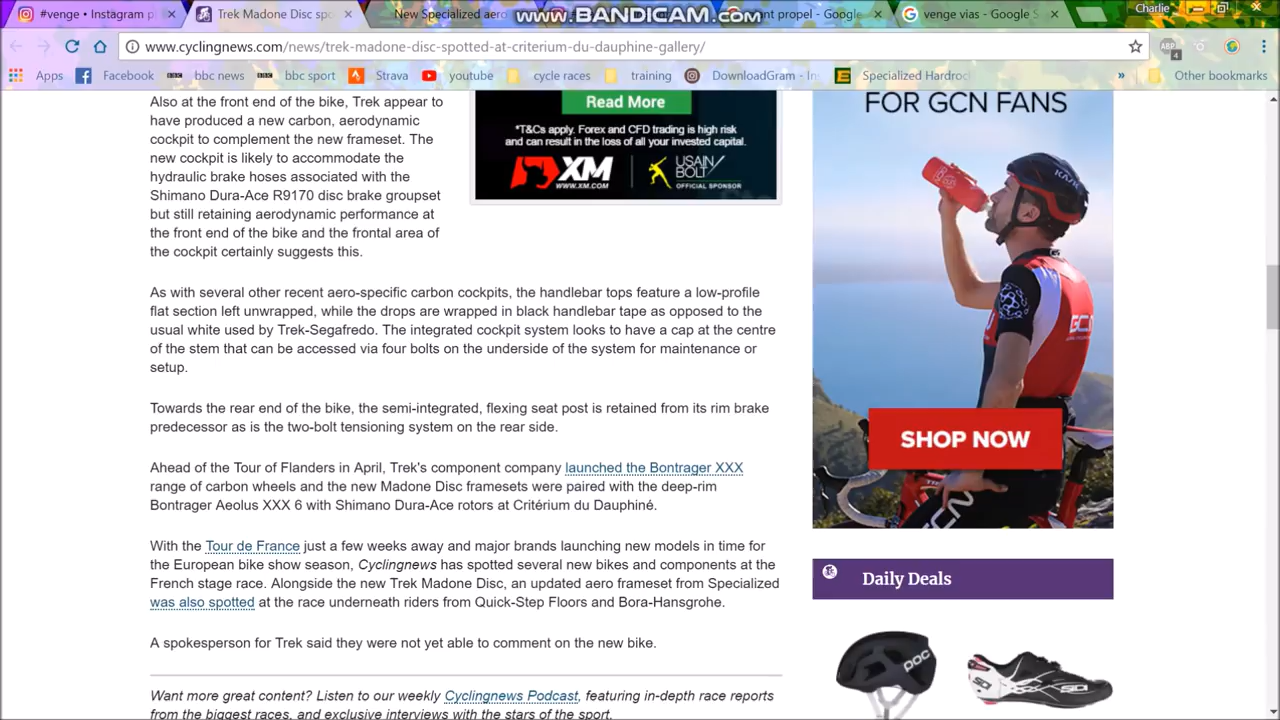 #venge • Instagram p
Trek Madone Disc spo
New Specialized aero
www.BANDICAM.com
nt propel - Google
venge vias - Google S
Charlie
www.cyclingnews.com/news/trek-madone-disc-spotted-at-criterium-du-dauphine-gallery/
ABP
4
Apps
Facebook
bbc news
bbc sport
Strava
youtube
cycle races
training
DownloadGram - Ins
Specialized Hardroc
»
Other bookmarks
Also at the front end of the bike, Trek appear to
have produced a new carbon, aerodynamic
cockpit to complement the new frameset. The
new cockpit is likely to accommodate the
hydraulic brake hoses associated with the
Shimano Dura-Ace R9170 disc brake groupset
but still retaining aerodynamic performance at
the front end of the bike and the frontal area of
the cockpit certainly suggests this.
Read More
*T&Cs apply. Forex and CFD trading is high risk
and can result in the loss of all your invested capital.
XM
WWW.XM.COM
USAIN
BOLT
OFFICIAL SPONSOR
As with several other recent aero-specific carbon cockpits, the handlebar tops feature a low-profile
flat section left unwrapped, while the drops are wrapped in black handlebar tape as opposed to the
usual white used by Trek-Segafredo. The integrated cockpit system looks to have a cap at the centre
of the stem that can be accessed via four bolts on the underside of the system for maintenance or
setup.
Towards the rear end of the bike, the semi-integrated, flexing seat post is retained from its rim brake
predecessor as is the two-bolt tensioning system on the rear side.
Ahead of the Tour of Flanders in April, Trek's component company launched the Bontrager XXX
range of carbon wheels and the new Madone Disc framesets were paired with the deep-rim
Bontrager Aeolus XXX 6 with Shimano Dura-Ace rotors at Critérium du Dauphiné.
With the Tour de France just a few weeks away and major brands launching new models in time for
the European bike show season, Cyclingnews has spotted several new bikes and components at the
French stage race. Alongside the new Trek Madone Disc, an updated aero frameset from Specialized
was also spotted at the race underneath riders from Quick-Step Floors and Bora-Hansgrohe.
A spokesperson for Trek said they were not yet able to comment on the new bike.
Want more great content? Listen to our weekly Cyclingnews Podcast, featuring in-depth race reports
from the biggest races, and exclusive interviews with the stars of the sport.
FOR GCN FANS
KASK
GCN
SHOP NOW
GCN
Daily Deals
POC
SIDI